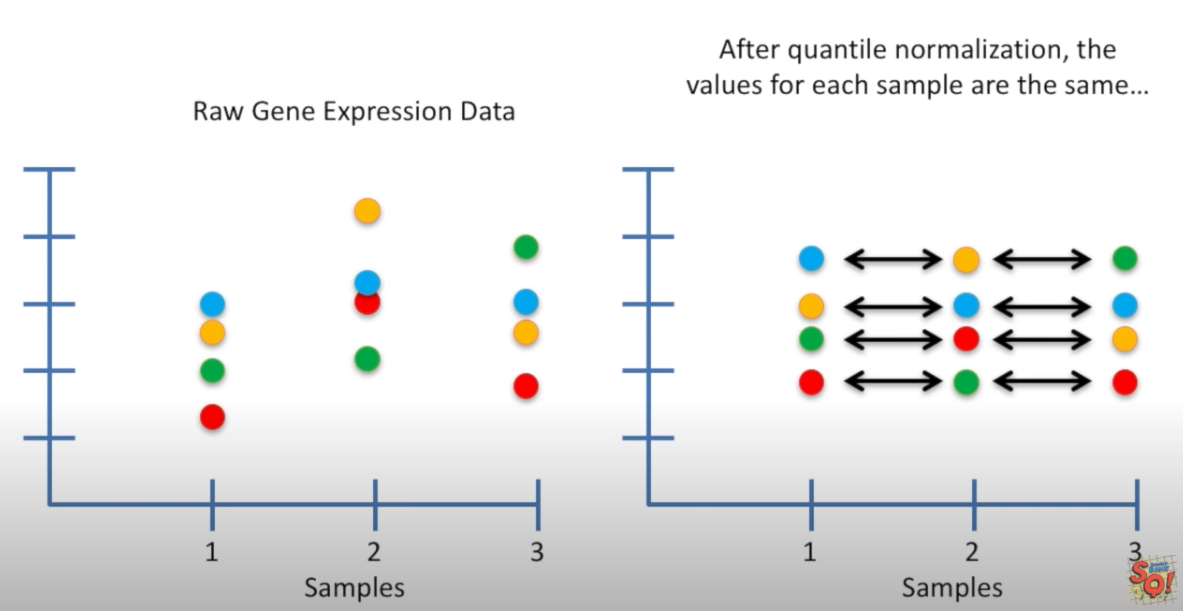 After quantile normalization, the
values for each sample are the same...
Raw Gene Expression Data
1
2
3
Samples
1
2
3
Samples
SQ!